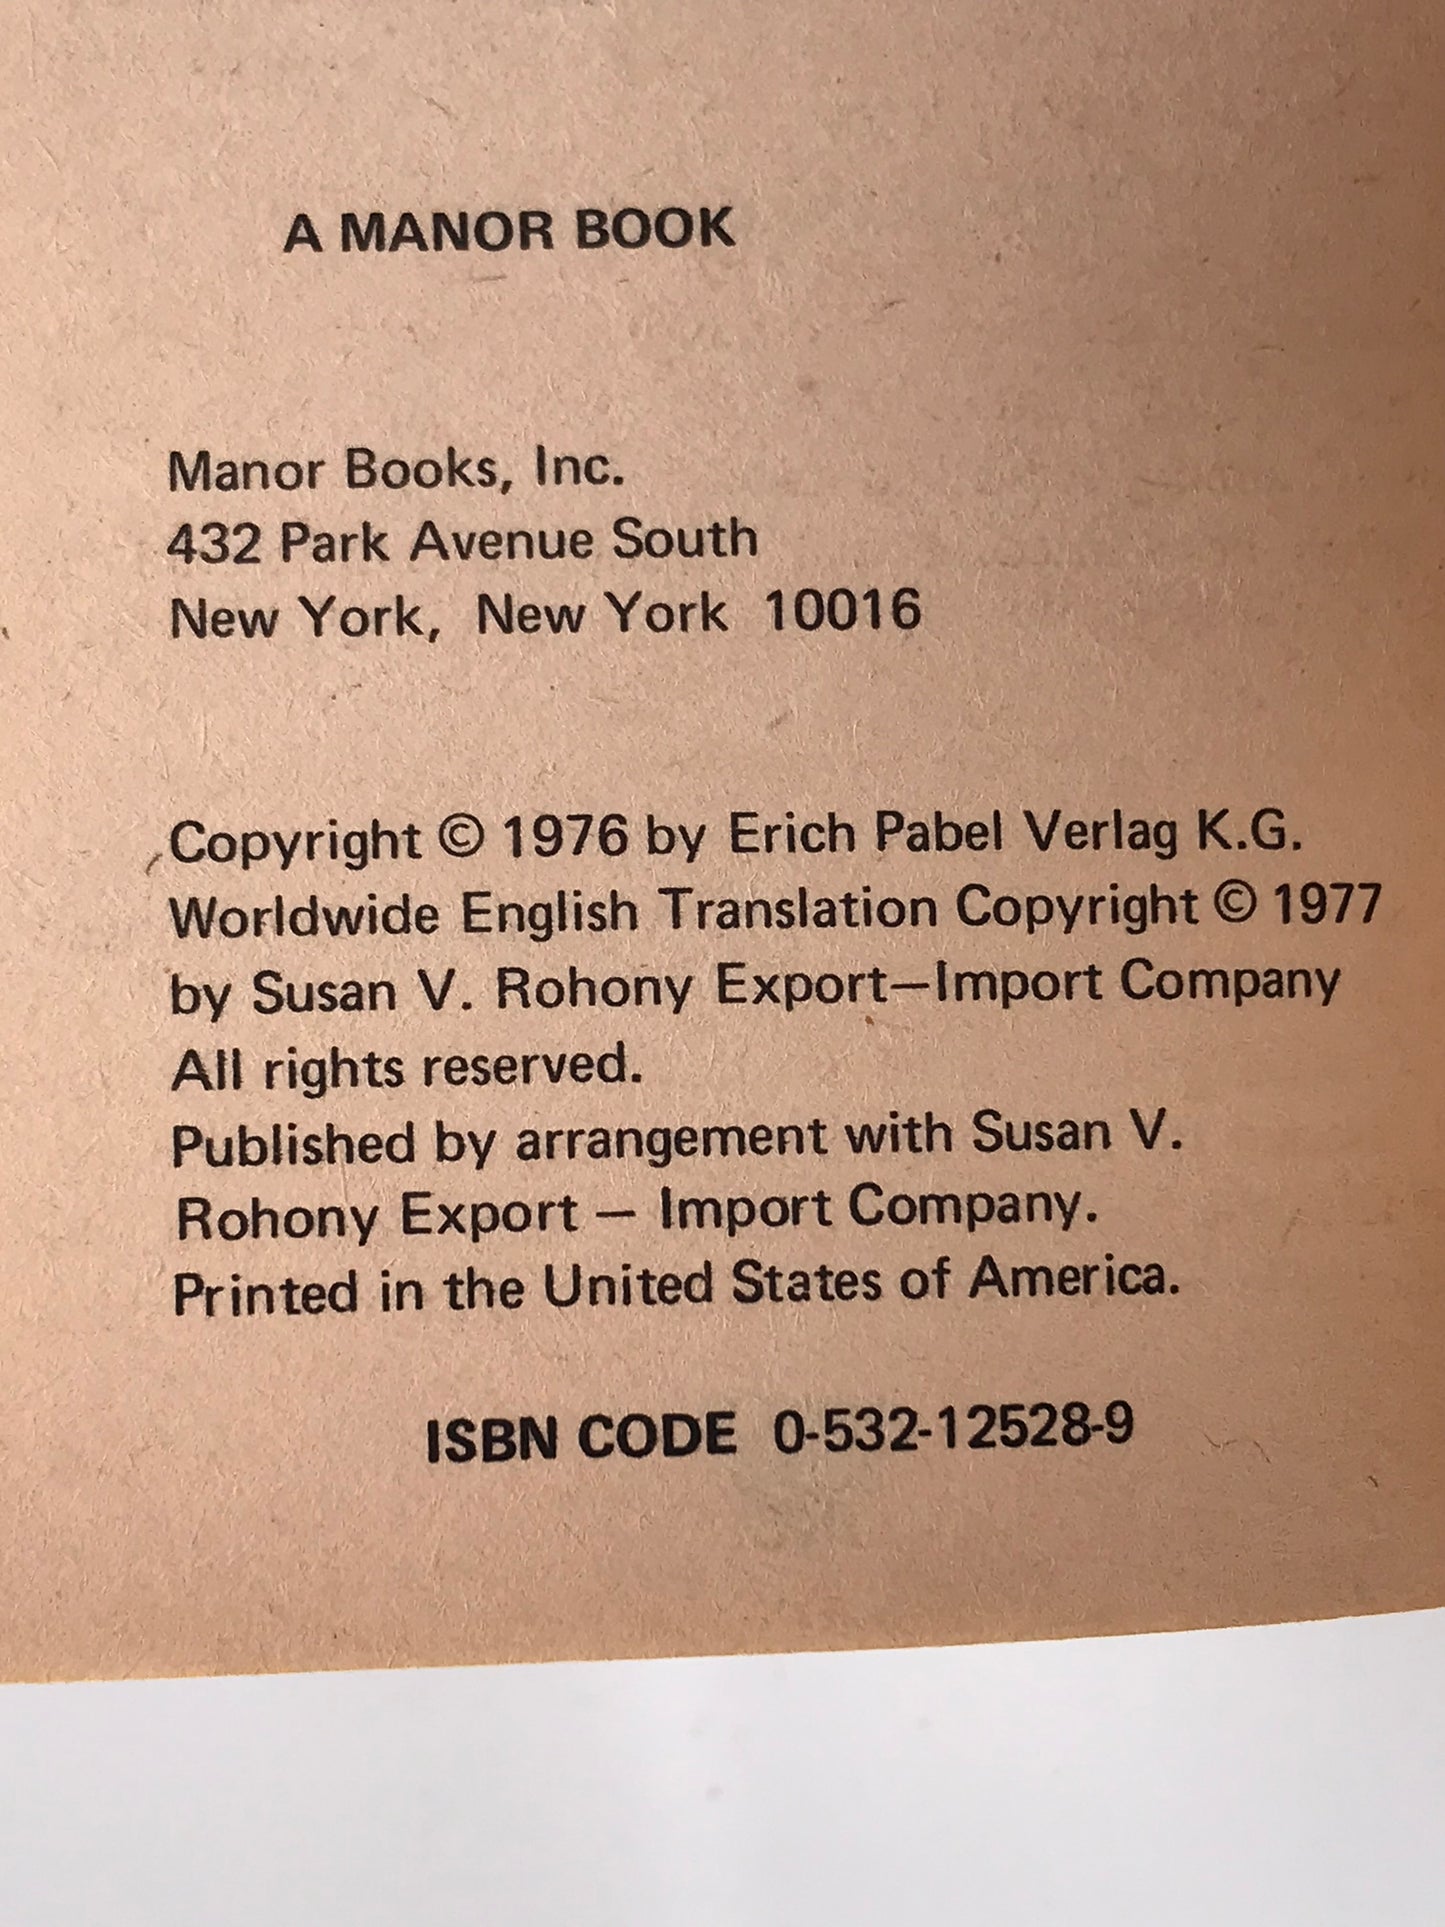 A MANOR BOOK
Manor Books, Inc.
432 Park Avenue South
New York, New York 10016
Copyright © 1976 by Erich Pabel Verlag K.G.
Worldwide English Translation Copyright © 1977
by Susan V. Rohony Export—Import Company
All rights reserved.
Published by arrangement with Susan V.
Rohony Export — Import Company.
Printed in the United States of America.
ISBN CODE 0-532-12528-9